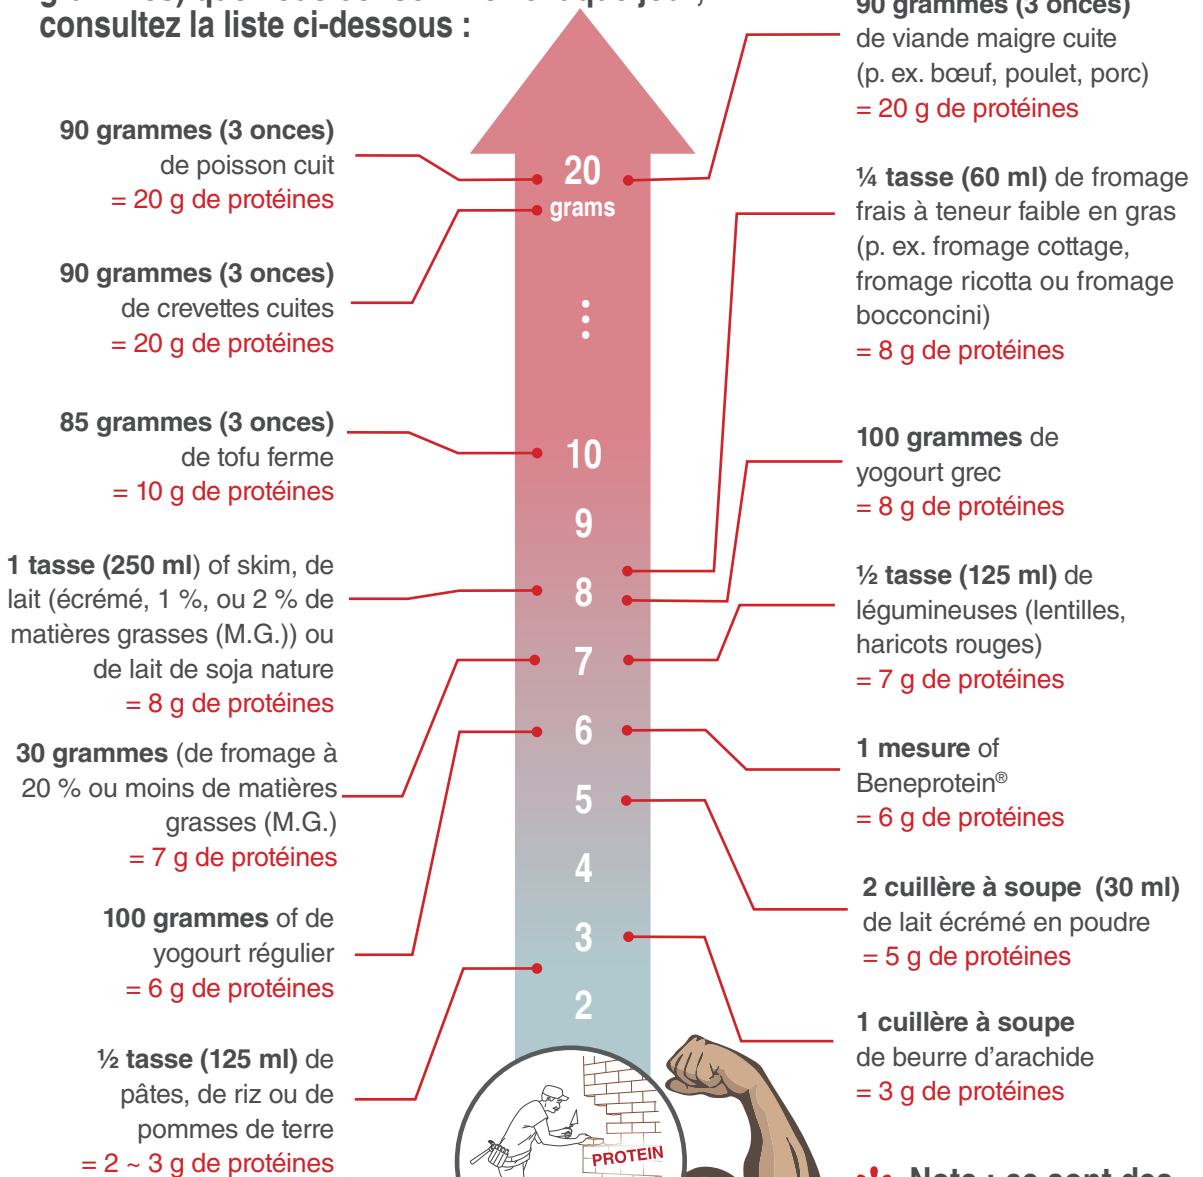 consultez la liste ci-dessous :
90 grammes (3 onces)
de poisson cuit
= 20 g de protéines
90 grammes (3 onces)
de crevettes cuites
= 20 g de protéines
85 grammes (3 onces)
de tofu ferme
= 10 g de protéines
1 tasse (250 ml) of skim, de
lait (écrémé, 1 %, ou 2 % de
matières grasses (M.G.)) ou
de lait de soja nature
= 8 g de protéines
30 grammes (de fromage à
20 % ou moins de matières
grasses (M.G.)
= 7 g de protéines
100 grammes of de
yogourt régulier
= 6 g de protéines
½ tasse (125 ml) de
pâtes, de riz ou de
pommes de terre
= 2 ~ 3 g de protéines
20
grams
⋮
10
9
8
7
6
5
4
3
2
PROTEIN
90 grammes (3 onces)
de viande maigre cuite
(p. ex. bœuf, poulet, porc)
= 20 g de protéines
¼ tasse (60 ml) de fromage
frais à teneur faible en gras
(p. ex. fromage cottage,
fromage ricotta ou fromage
bocconcini)
= 8 g de protéines
100 grammes de
yogourt grec
= 8 g de protéines
½ tasse (125 ml) de
légumineuses (lentilles,
haricots rouges)
= 7 g de protéines
1 mesure of
Beneprotein®
= 6 g de protéines
2 cuillère à soupe (30 ml)
de lait écrémé en poudre
= 5 g de protéines
1 cuillère à soupe
de beurre d'arachide
= 3 g de protéines
Note : ce sont des